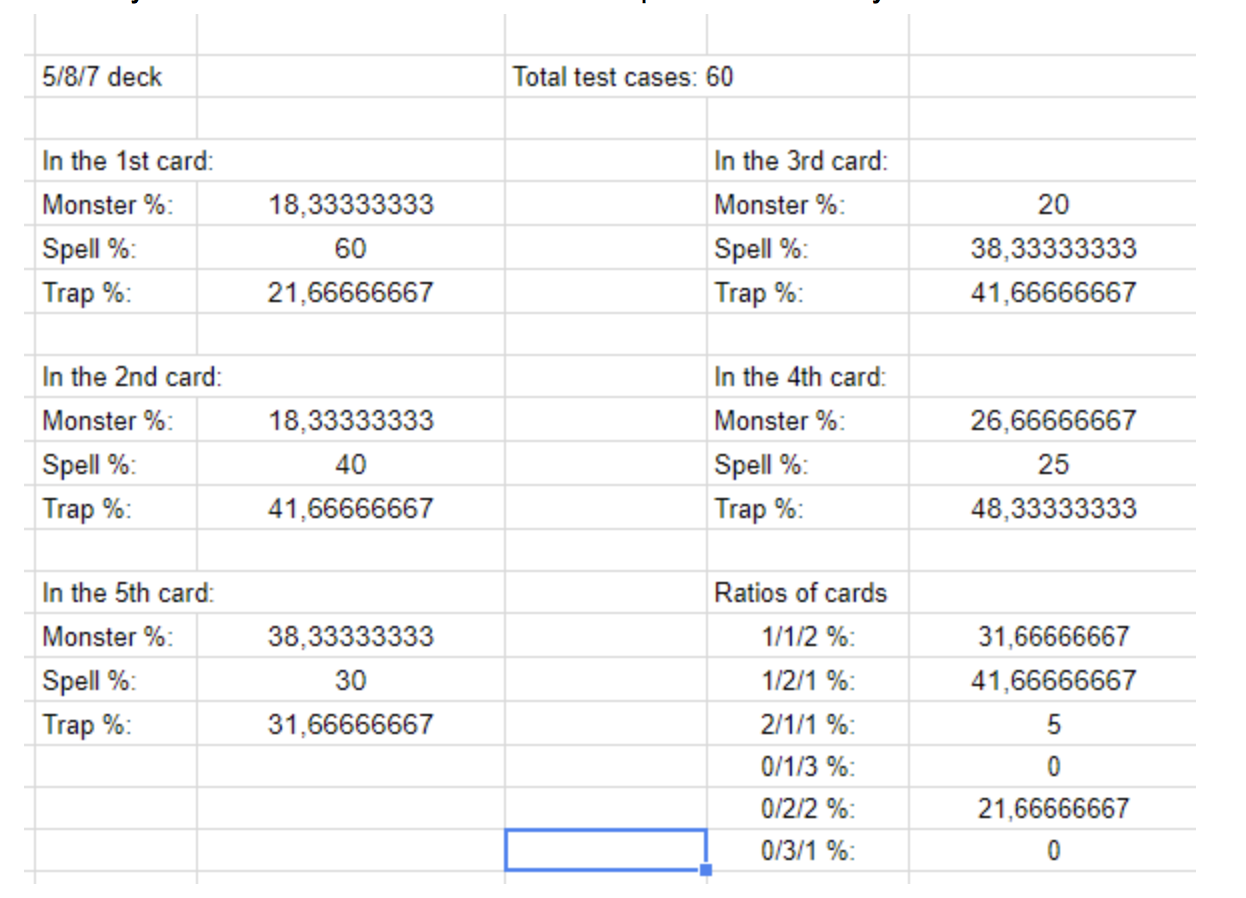 5/8/7 deck Total test cases: 60
In the 1st card: In the 3rd card:
Monster %: 18,33333333 Monster %: 20
Spell %: 60 Spell %: 38,33333333
Trap %: 21,66666667 Trap %: 41,66666667
In the 2nd card: In the 4th card:
Monster %: 18,33333333 Monster %: 26,66666667
Spell %: 40 Spell %: 25
Trap %: 41,66666667 Trap %: 48,33333333
In the 5th card: Ratios of cards
Monster %: 38,33333333 1/1/2 %: 31,66666667
Spell %: 30 1/2/1 %: 41,66666667
Trap %: 31,66666667 2/1/1 %: 5
0/1/3 %: 0
0/2/2 %: 21,66666667
0/3/1 %: 0